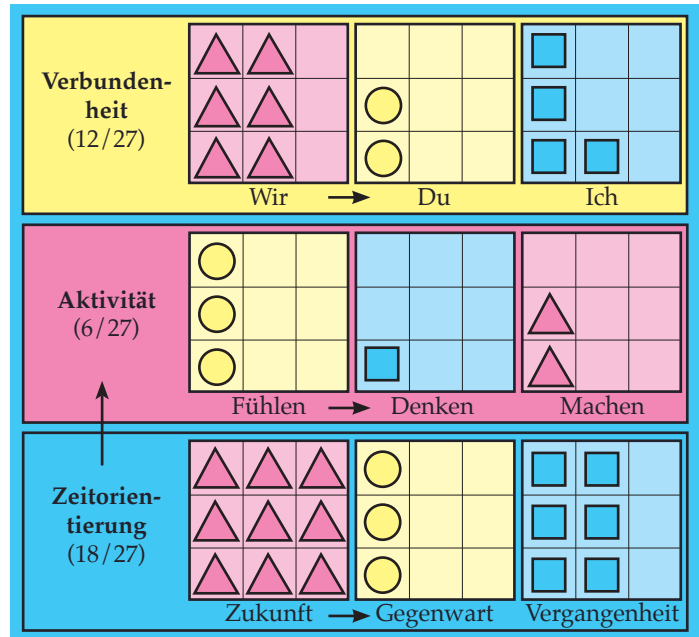 Verbunden-
heit
(12/27)
Wir → Du Ich
Aktivität
(6/27)
Fühlen → Denken Machen
Zeitorien-
tierung
(18/27)
Zukunft → Gegenwart Vergangenheit